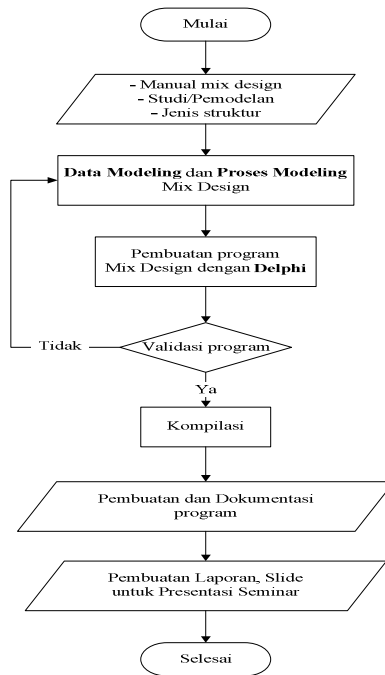 Mulai
- Manual mix design
- Studi/Pemodelan
- Jenis struktur
Data Modeling dan Proses Modeling
Mix Design
Pembuatan program
Mix Design dengan Delphi
Tidak
Validasi program
Ya
Kompilasi
Pembuatan dan Dokumentasi
program
Pembuatan Laporan, Slide
untuk Presentasi Seminar
Selesai